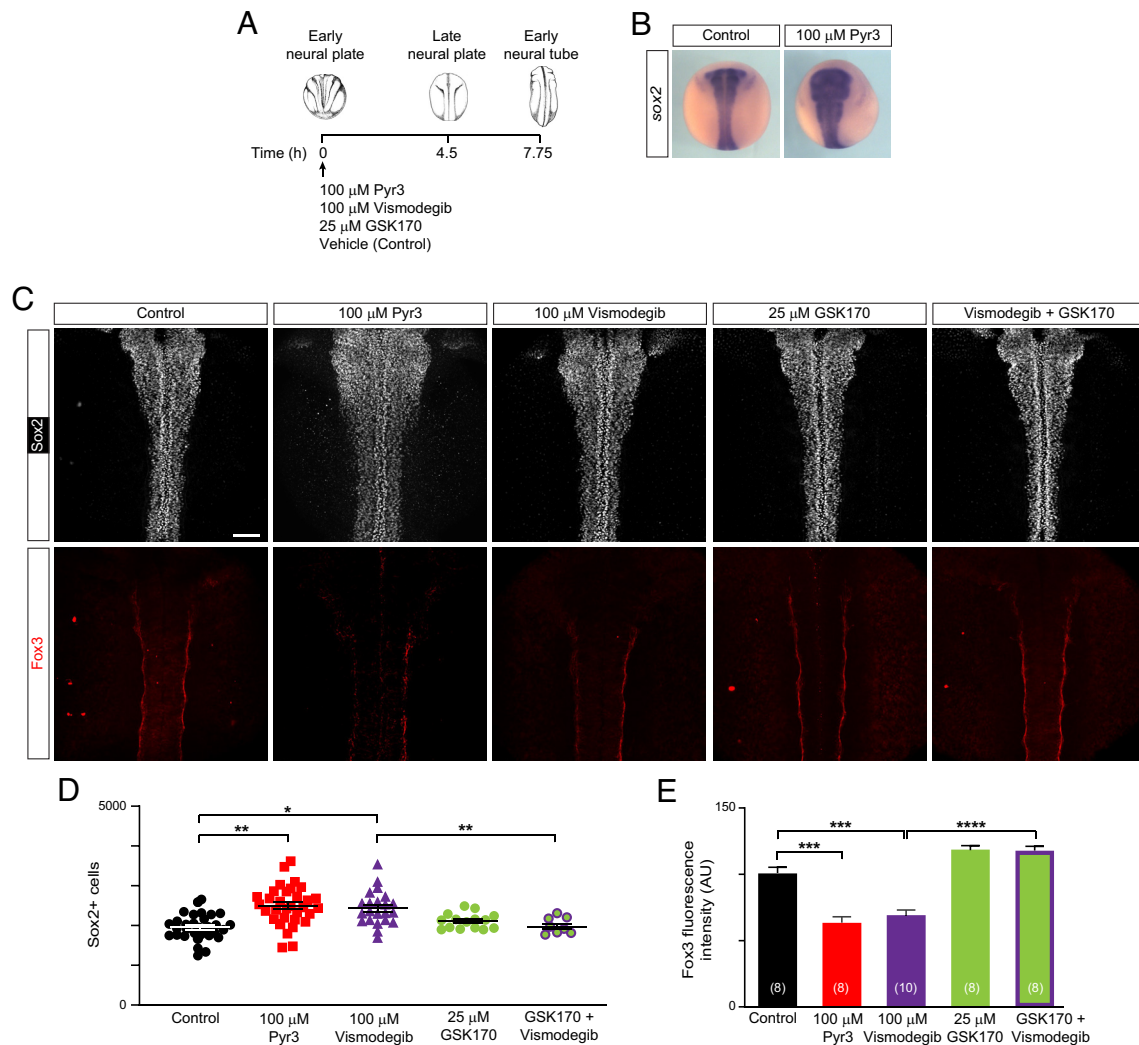 A
Early neural plate
Late neural plate
Early neural tube
Time (h) 0 4.5 7.75
100 µM Pyr3
100 µM Vismodegib
25 µM GSK170
Vehicle (Control)
B
Control 100 µM Pyr3
sox2
C
Control 100 µM Pyr3 100 µM Vismodegib 25 µM GSK170 Vismodegib + GSK170
Sox2
Fox3
D
5000
0
Sox2+ cells
*
**
**
Control
100 µM Pyr3
100 µM Vismodegib
25 µM GSK170
GSK170 + Vismodegib
E
150
0
Fox3 fluorescence intensity (AU)
***
****
***
(8) (8) (10) (8) (8)
Control
100 µM Pyr3
100 µM Vismodegib
25 µM GSK170
GSK170 + Vismodegib